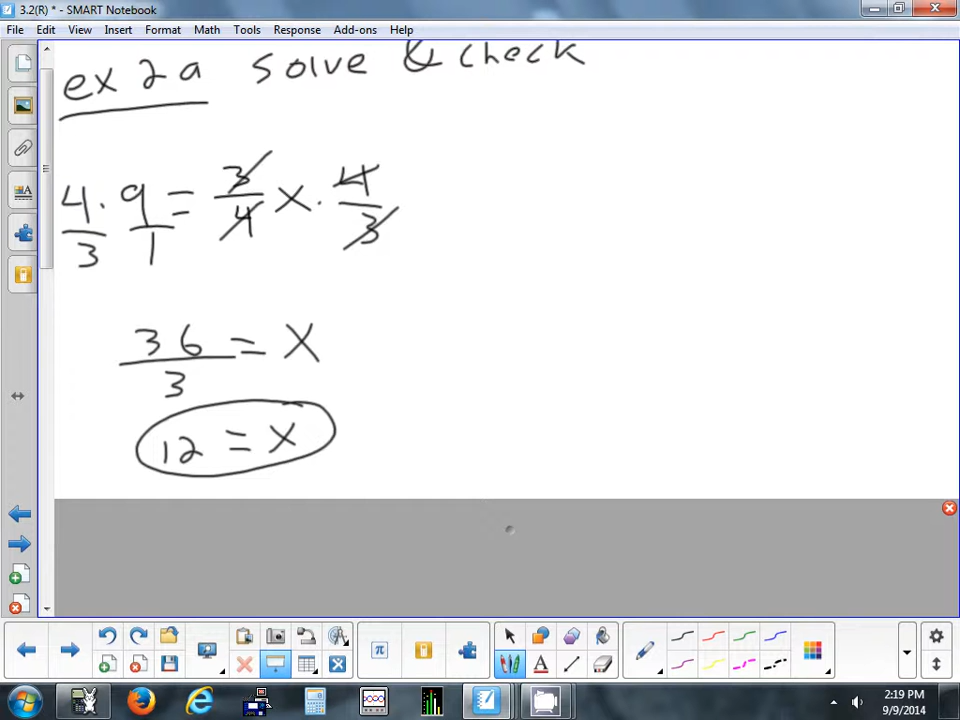 3.2(R) * - SMART Notebook
File Edit View Insert Format Math Tools Response Add-ons Help
ex 2a solve & check
4/3 · 9/1 = 3/4 x · 4/3
36/3 = x
12 = x
2:19 PM
9/9/2014